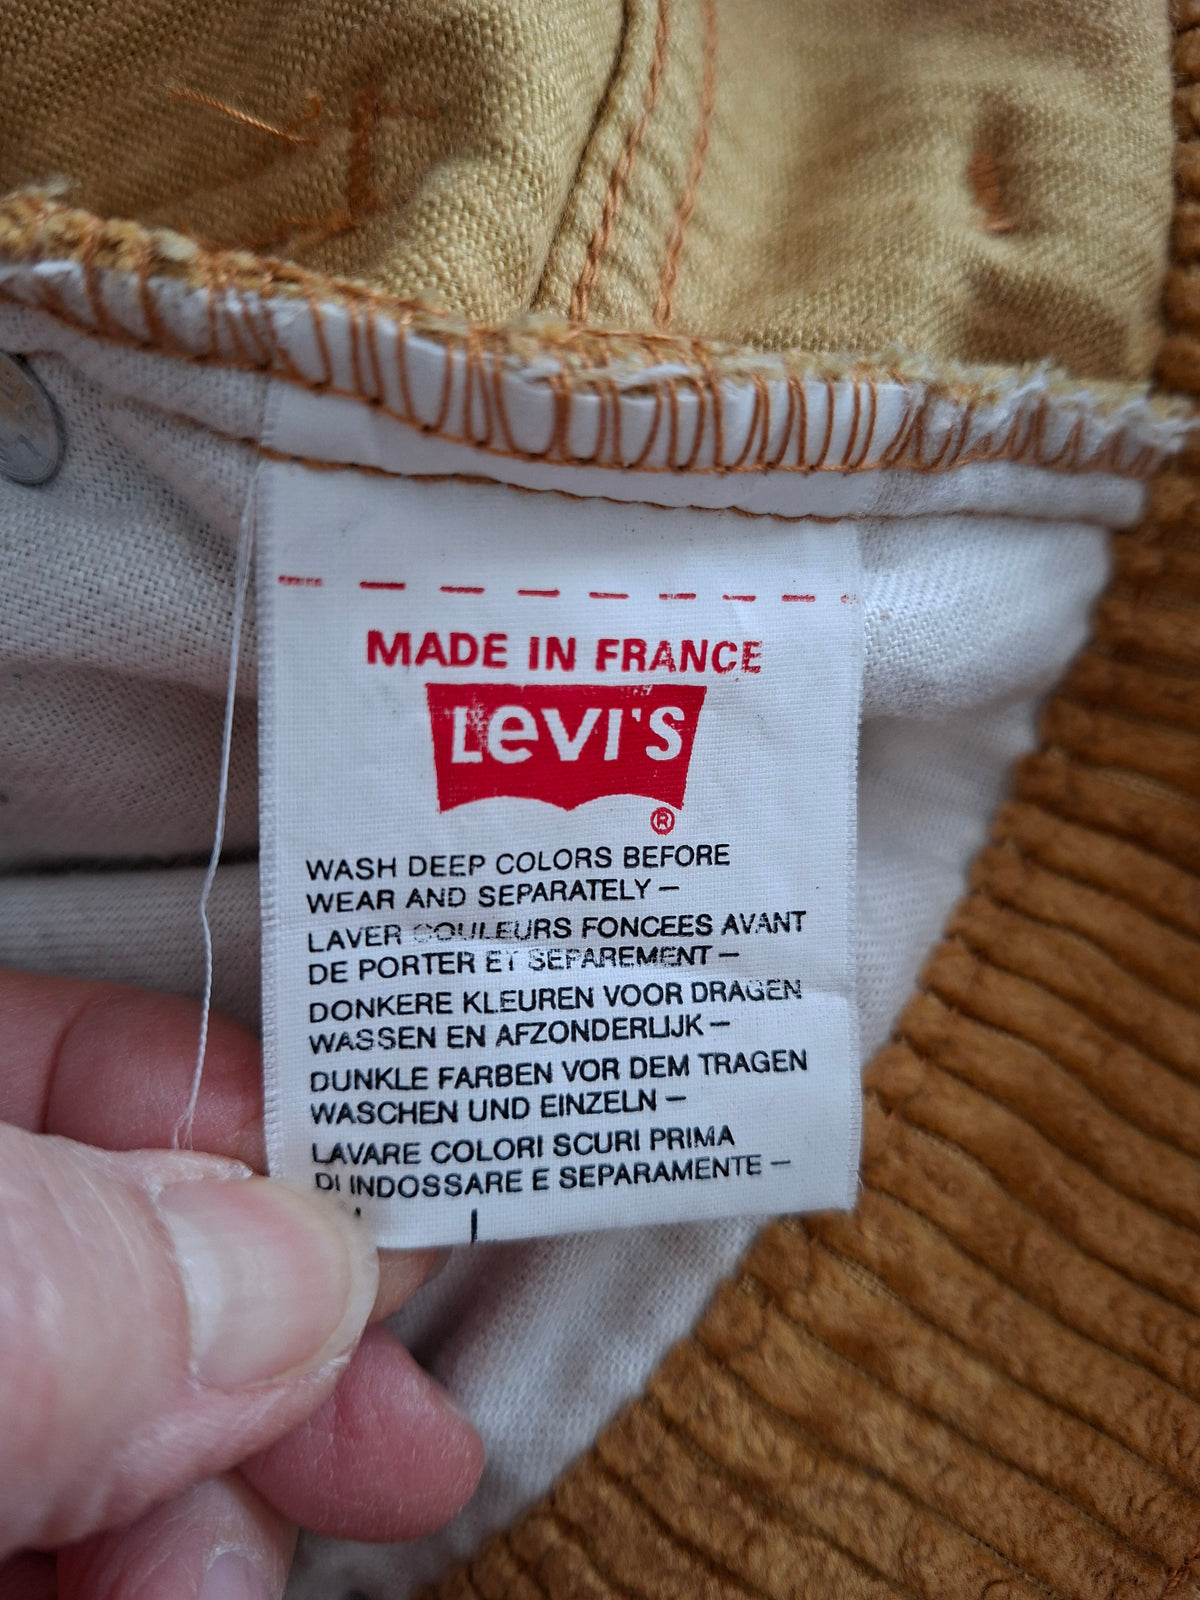 MADE IN FRANCE
LEVI'S
®
WASH DEEP COLORS BEFORE
WEAR AND SEPARATELY –
LAVER COULEURS FONCEES AVANT
DE PORTER ET SEPAREMENT –
DONKERE KLEUREN VOOR DRAGEN
WASSEN EN AFZONDERLIJK –
DUNKLE FARBEN VOR DEM TRAGEN
WASCHEN UND EINZELN –
LAVARE COLORI SCURI PRIMA
DI INDOSSARE E SEPARAMENTE –